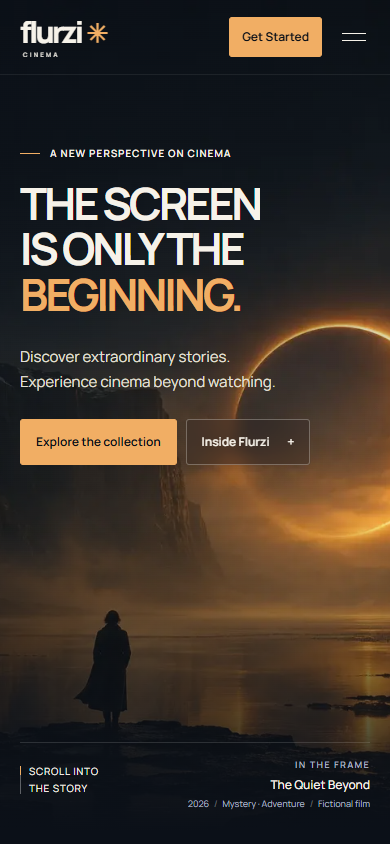 flurzi
CINEMA
Get Started
A NEW PERSPECTIVE ON CINEMA
THE SCREEN
IS ONLY THE
BEGINNING.
Discover extraordinary stories.
Experience cinema beyond watching.
Explore the collection
Inside Flurzi +
SCROLL INTO
THE STORY
IN THE FRAME
The Quiet Beyond
2026 / Mystery · Adventure / Fictional film